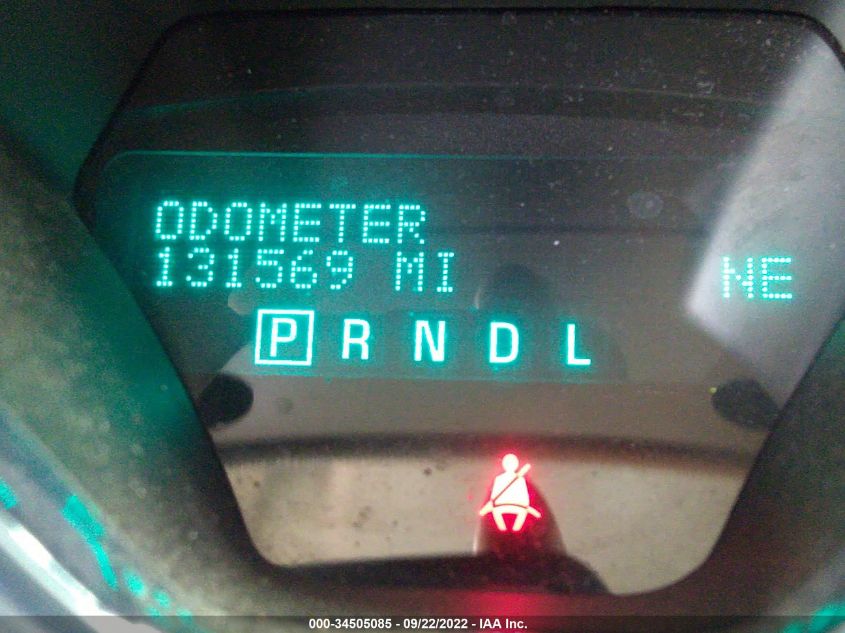 ODOMETER
131569 MI
NE
P R N D L
000-34505085 - 09/22/2022 - IAA Inc.